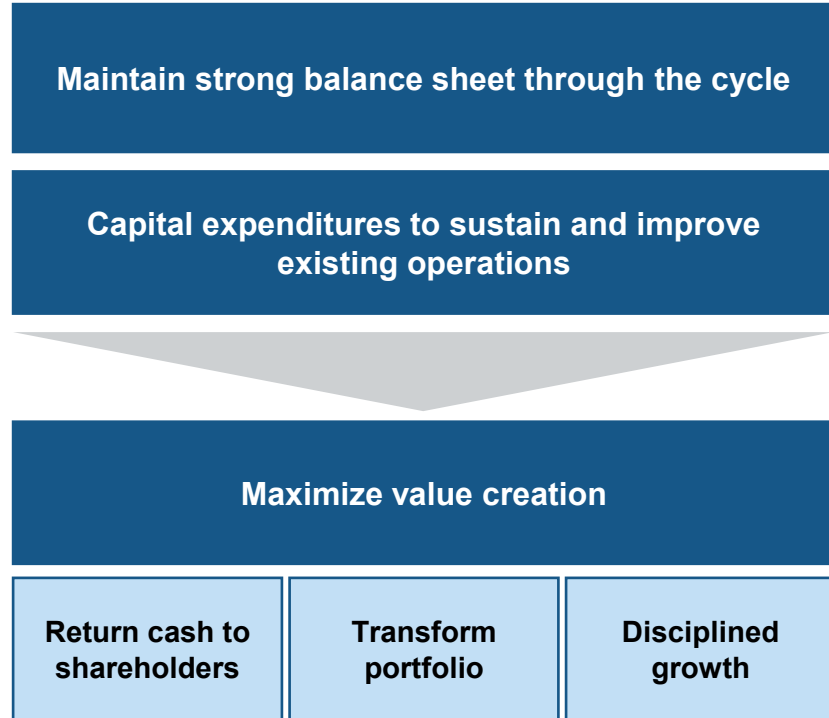 Maintain strong balance sheet through the cycle
Capital expenditures to sustain and improve
existing operations
Maximize value creation
Return cash to
shareholders
Transform
portfolio
Disciplined
growth